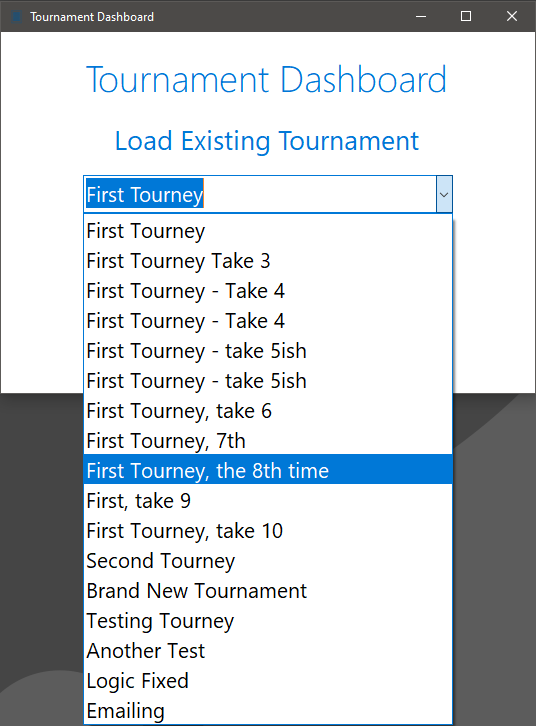 Tournament Dashboard
Tournament Dashboard
Load Existing Tournament
First Tourney
First Tourney
First Tourney Take 3
First Tourney - Take 4
First Tourney - Take 4
First Tourney - take 5ish
First Tourney - take 5ish
First Tourney, take 6
First Tourney, 7th
First Tourney, the 8th time
First, take 9
First Tourney, take 10
Second Tourney
Brand New Tournament
Testing Tourney
Another Test
Logic Fixed
Emailing